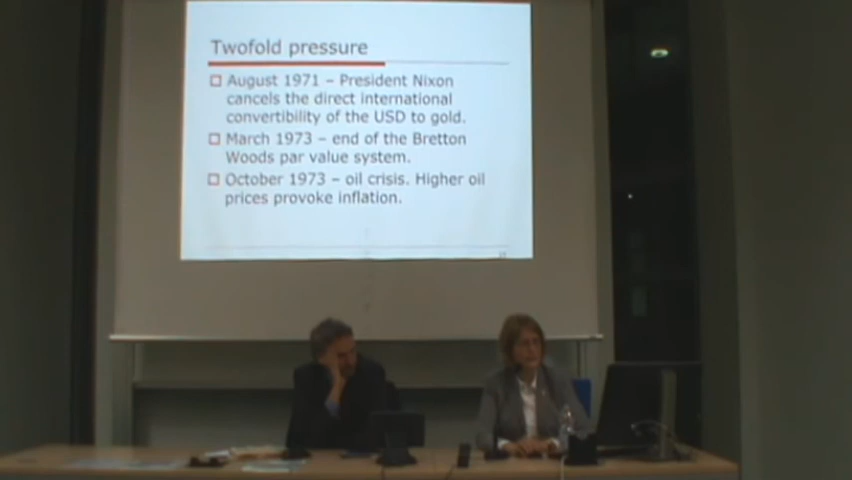 Twofold pressure
August 1971 – President Nixon
cancels the direct international
convertibility of the USD to gold.
March 1973 – end of the Bretton
Woods par value system.
October 1973 – oil crisis. Higher oil
prices provoke inflation.